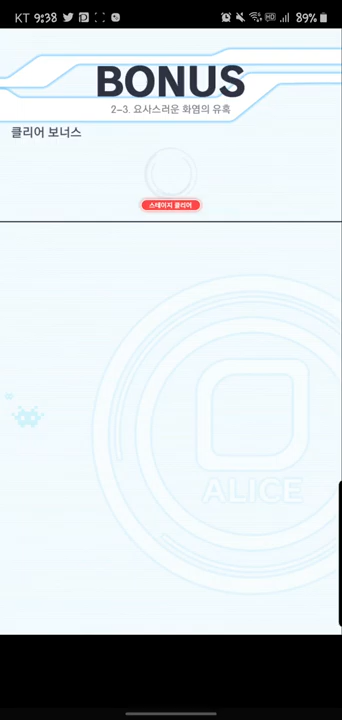 KT 9:38 89%
BONUS
2-3. 요사스러운 화염의 유혹
클리어 보너스
스테이지 클리어
ALICE